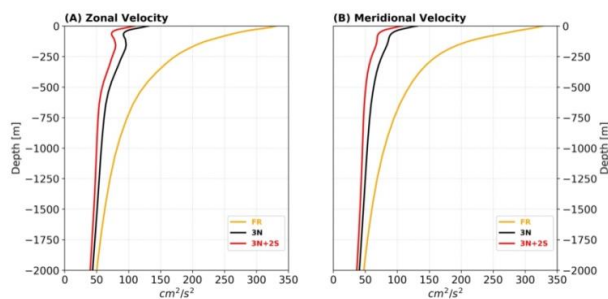 (A) Zonal Velocity
(B) Meridional Velocity
0
−250
−500
−750
−1000
−1250
−1500
−1750
−2000
Depth [m]
0 50 100 150 200 250 300 350
cm²/s²
FR
3N
3N+2S
0 50 100 150 200 250 300 350
cm²/s²
FR
3N
3N+2S
0
−250
−500
−750
−1000
−1250
−1500
−1750
−2000
Depth [m]